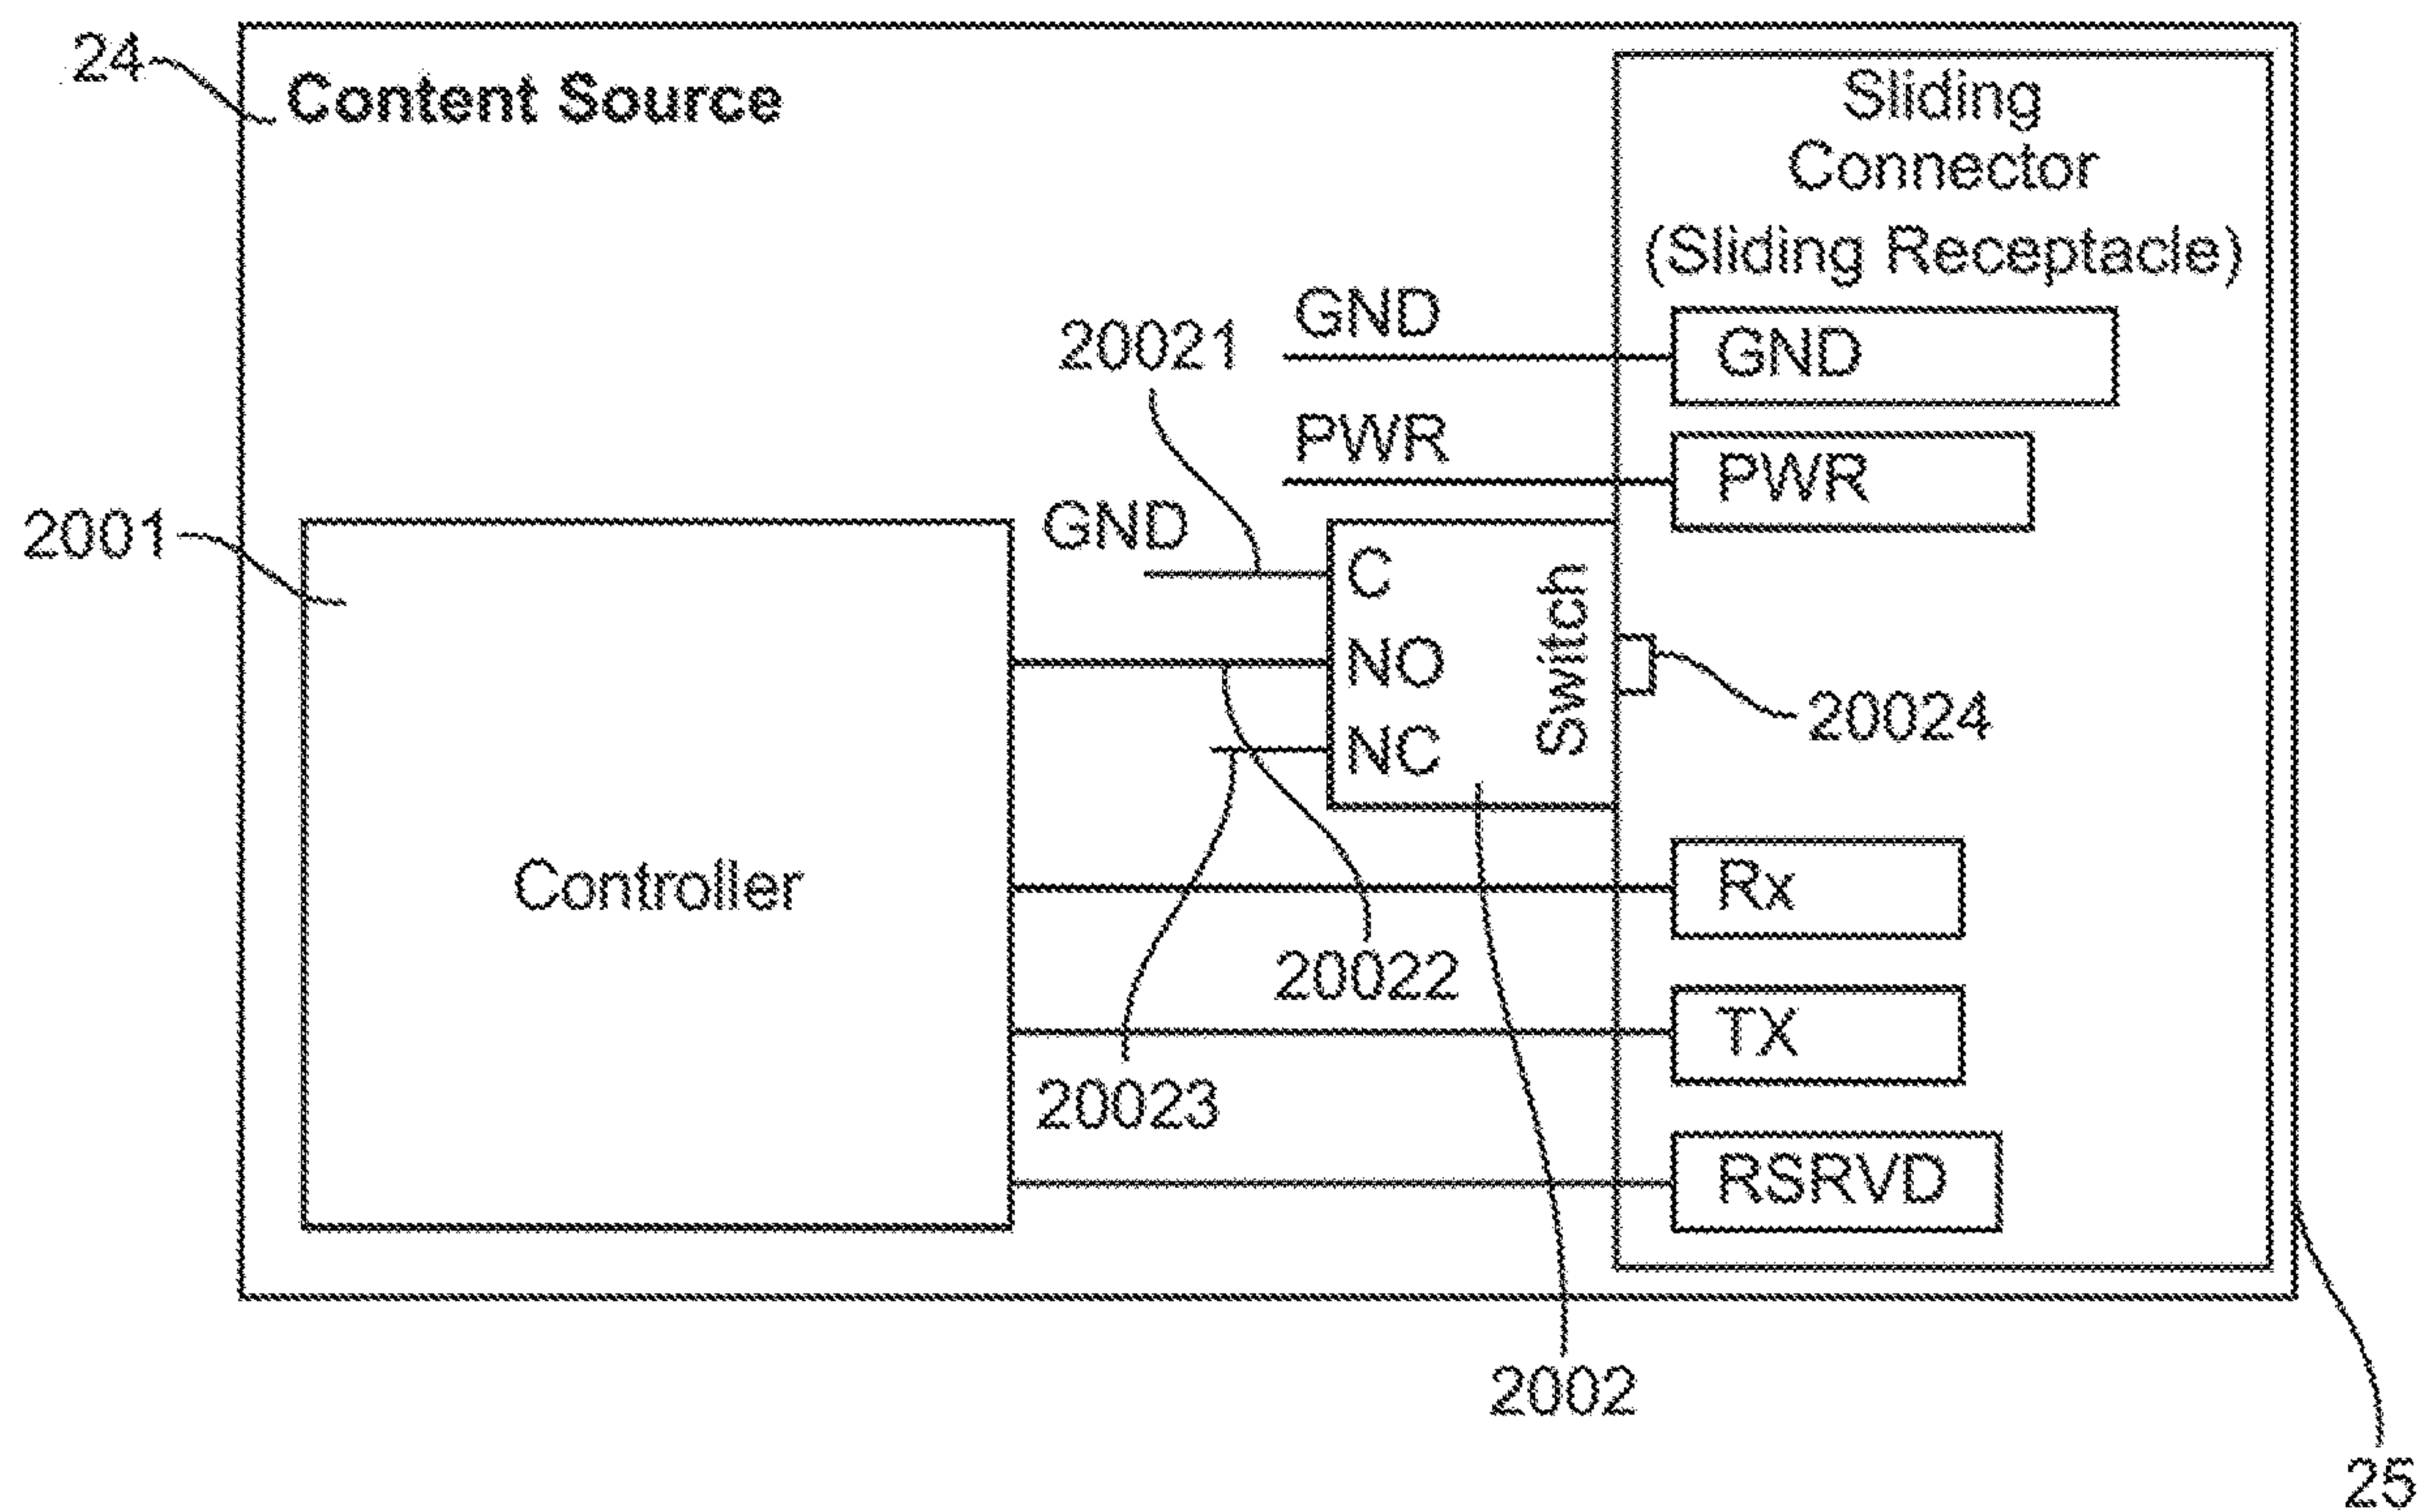 24
Content Source
Sliding
Connector
(Sliding Receptacle)
GND
GND
20021
PWR
PWR
2001
GND
C
NO
NC
Switch
20024
Controller
Rx
20022
TX
20023
RSRVD
2002
25